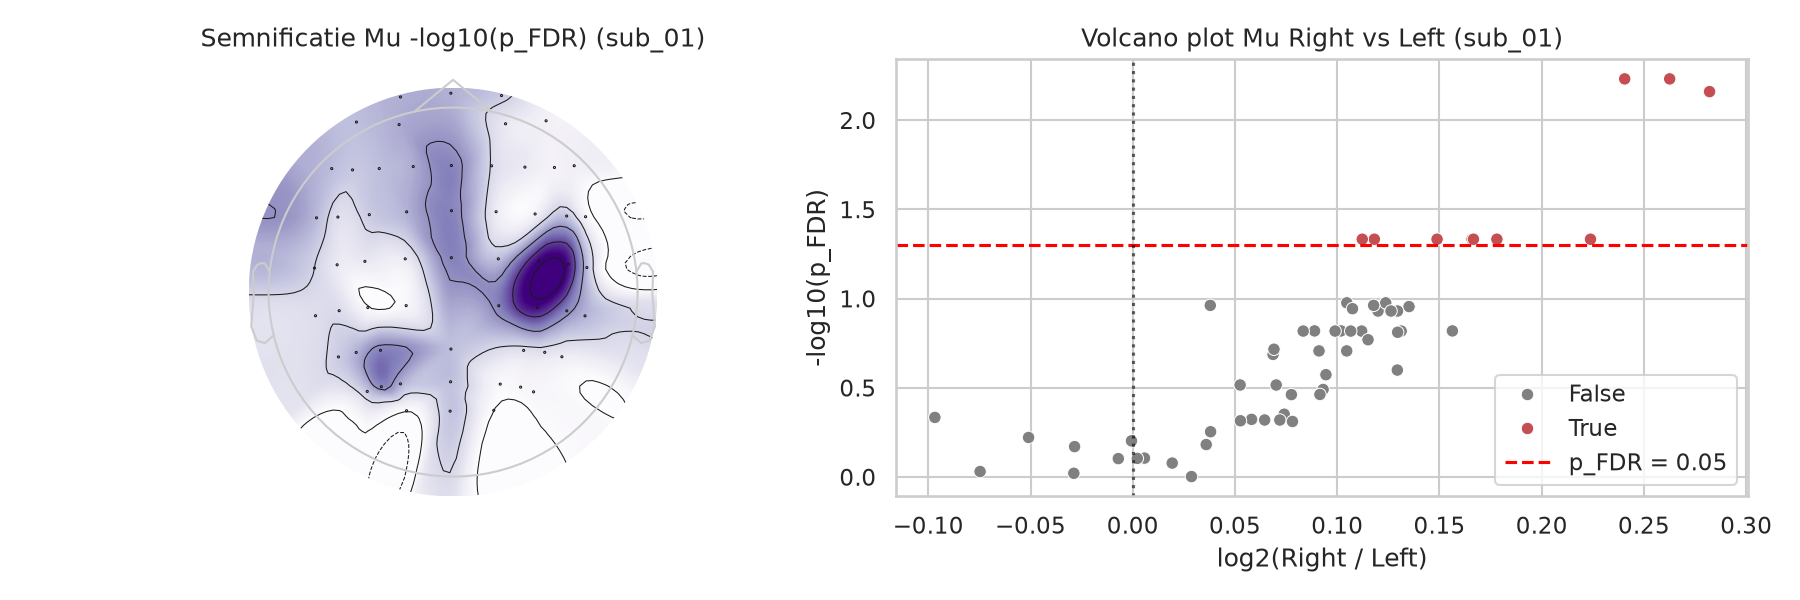 Semnificatie Mu -log10(p_FDR) (sub_01)
Volcano plot Mu Right vs Left (sub_01)
-log10(p_FDR)
2.0
1.5
1.0
0.5
0.0
False
True
p_FDR = 0.05
−0.10 −0.05 0.00 0.05 0.10 0.15 0.20 0.25 0.30
log2(Right / Left)